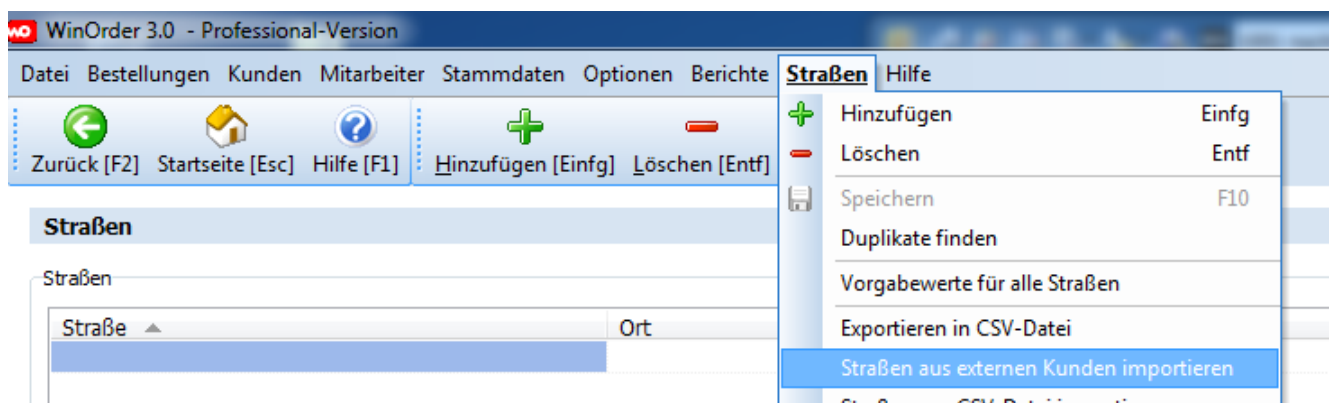 WO WinOrder 3.0 - Professional-Version
Datei Bestellungen Kunden Mitarbeiter Stammdaten Optionen Berichte Straßen Hilfe
Zurück [F2] Startseite [Esc] Hilfe [F1] Hinzufügen [Einfg] Löschen [Entf]
Hinzufügen Einfg
Löschen Entf
Speichern F10
Duplikate finden
Vorgabewerte für alle Straßen
Exportieren in CSV-Datei
Straßen aus externen Kunden importieren
Straßen
Straßen
Straße Ort